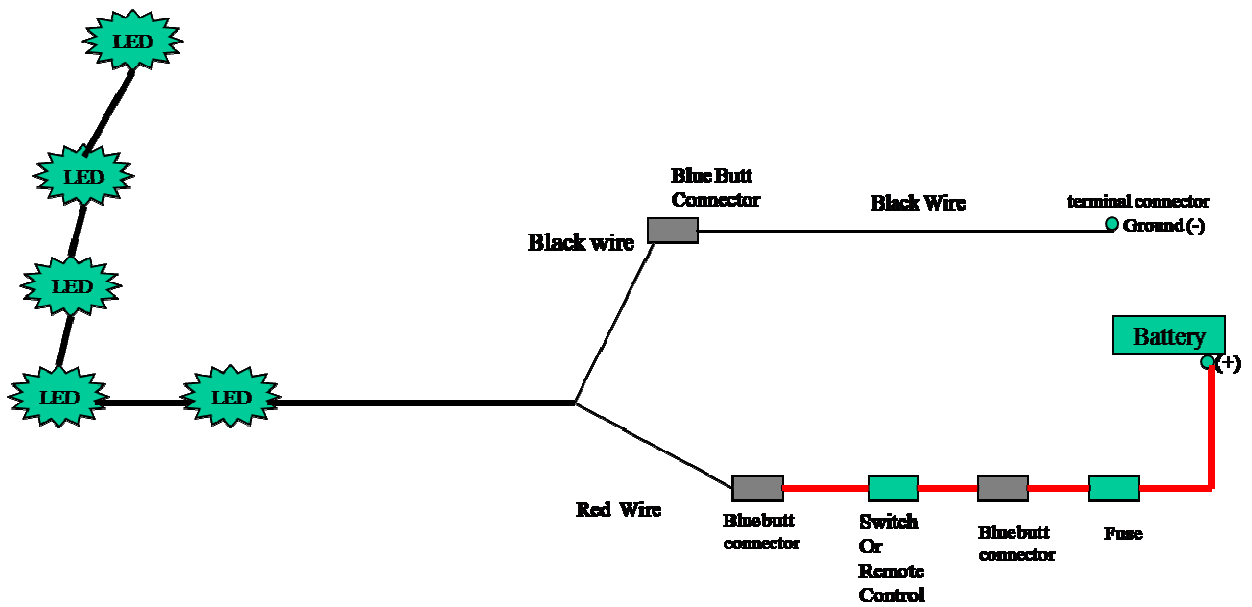 LED
LED
Blue Butt
Connector
Black Wire
terminal connector
Ground (-)
Black wire
LED
Battery
(+)
LED
LED
Red Wire
Bluebutt
connector
Switch
Or
Remote
Control
Bluebutt
connector
Fuse